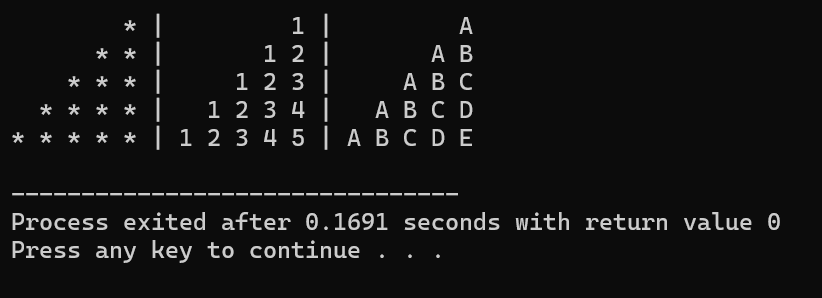 * |         1 |         A
      * * |       1 2 |       A B
    * * * |     1 2 3 |     A B C
  * * * * |   1 2 3 4 |   A B C D
* * * * * | 1 2 3 4 5 | A B C D E
--------------------------------
Process exited after 0.1691 seconds with return value 0
Press any key to continue . . .